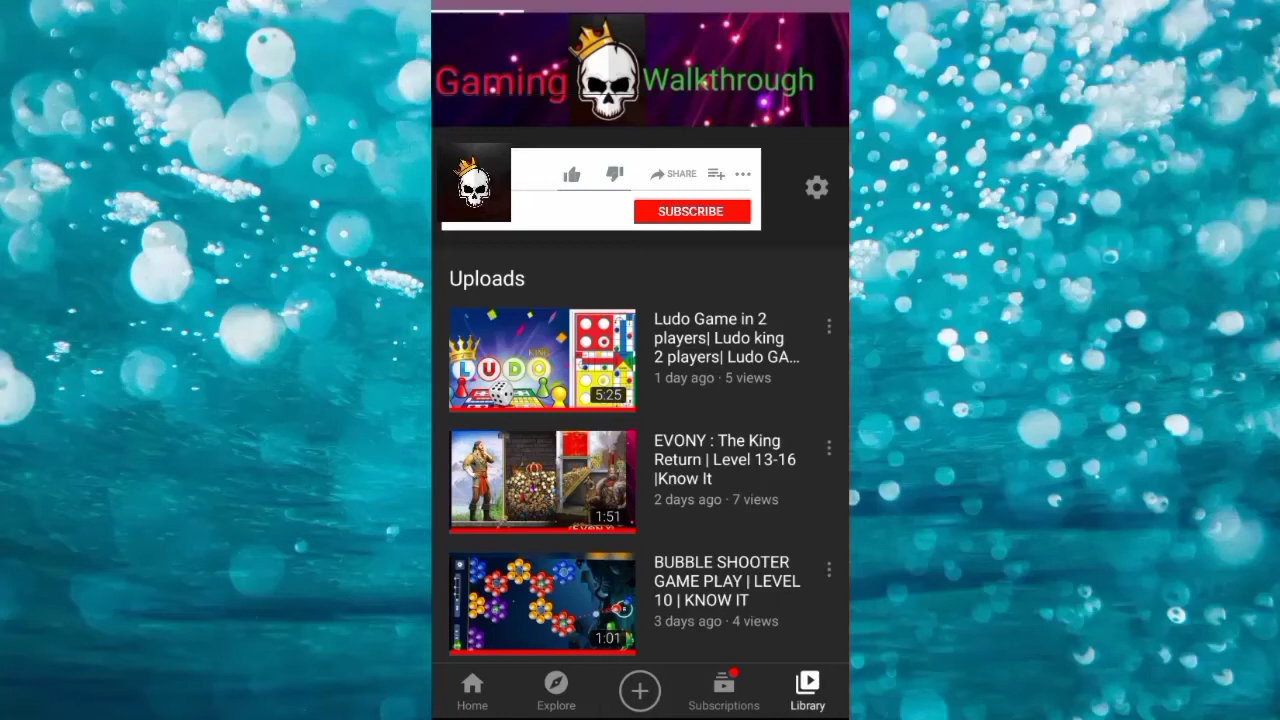 Gaming Walkthrough
SHARE
SUBSCRIBE
Uploads
LUDO
KING
5:25
Ludo Game in 2
players| Ludo king
2 players| Ludo GA...
1 day ago · 5 views
1:51
EVONY : The King
Return | Level 13-16
|Know It
2 days ago · 7 views
1:01
BUBBLE SHOOTER
GAME PLAY | LEVEL
10 | KNOW IT
3 days ago · 4 views
Home
Explore
Subscriptions
Library